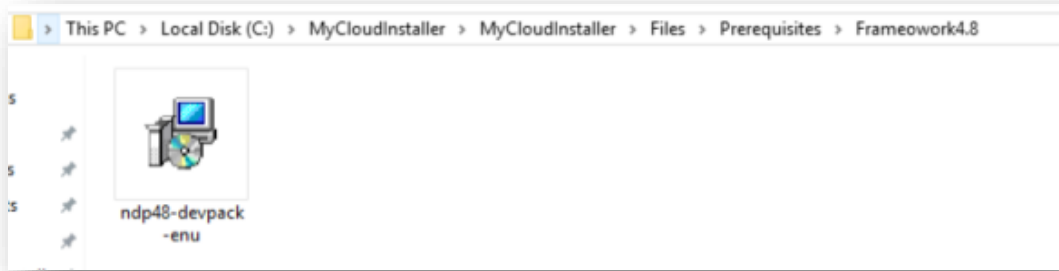 This PC > Local Disk (C:) > MyCloudInstaller > MyCloudInstaller > Files > Prerequisites > Frameowork4.8
ndp48-devpack
-enu